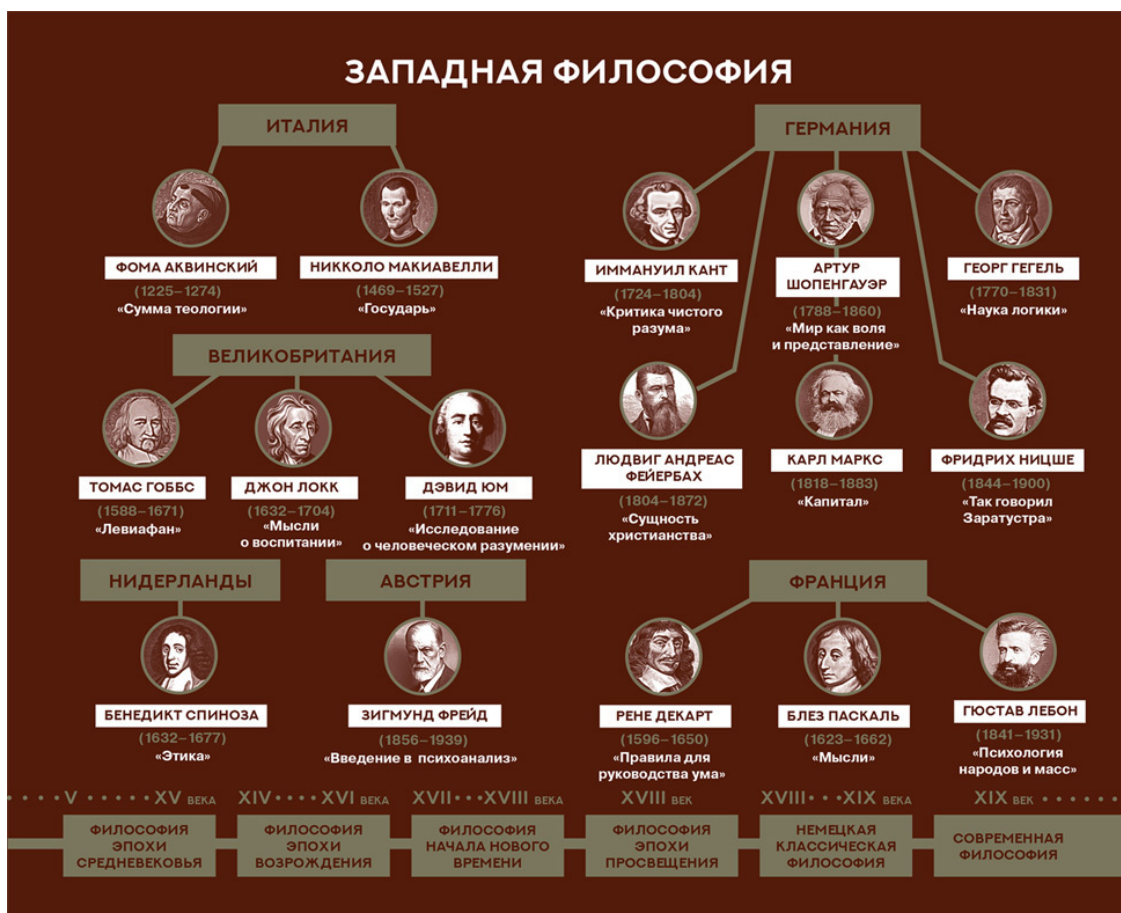 ЗАПАДНАЯ ФИЛОСОФИЯ
ИТАЛИЯ
ФОМА АКВИНСКИЙ
(1225–1274)
«Сумма теологии»
НИККОЛО МАКИАВЕЛЛИ
(1469–1527)
«Государь»
ГЕРМАНИЯ
ИММАНУИЛ КАНТ
(1724–1804)
«Критика чистого
разума»
АРТУР
ШОПЕНГАУЭР
(1788–1860)
«Мир как воля
и представление»
ГЕОРГ ГЕГЕЛЬ
(1770–1831)
«Наука логики»
ЛЮДВИГ АНДРЕАС
ФЕЙЕРБАХ
(1804–1872)
«Сущность
христианства»
КАРЛ МАРКС
(1818–1883)
«Капитал»
ФРИДРИХ НИЦШЕ
(1844–1900)
«Так говорил
Заратустра»
ВЕЛИКОБРИТАНИЯ
ТОМАС ГОББС
(1588–1671)
«Левиафан»
ДЖОН ЛОКК
(1632–1704)
«Мысли
о воспитании»
ДЭВИД ЮМ
(1711–1776)
«Исследование
о человеческом разумении»
НИДЕРЛАНДЫ
БЕНЕДИКТ СПИНОЗА
(1632–1677)
«Этика»
АВСТРИЯ
ЗИГМУНД ФРЕЙД
(1856–1939)
«Введение в психоанализ»
ФРАНЦИЯ
РЕНЕ ДЕКАРТ
(1596–1650)
«Правила для
руководства ума»
БЛЕЗ ПАСКАЛЬ
(1623–1662)
«Мысли»
ГЮСТАВ ЛЕБОН
(1841–1931)
«Психология
народов и масс»
V XV ВЕКА
ФИЛОСОФИЯ
ЭПОХИ
СРЕДНЕВЕКОВЬЯ
XIV XVI ВЕКА
ФИЛОСОФИЯ
ЭПОХИ
ВОЗРОЖДЕНИЯ
XVII XVIII ВЕКА
ФИЛОСОФИЯ
НАЧАЛА НОВОГО
ВРЕМЕНИ
XVIII ВЕК
ФИЛОСОФИЯ
ЭПОХИ
ПРОСВЕЩЕНИЯ
XVIII XIX ВЕКА
НЕМЕЦКАЯ
КЛАССИЧЕСКАЯ
ФИЛОСОФИЯ
XIX ВЕК
СОВРЕМЕННАЯ
ФИЛОСОФИЯ